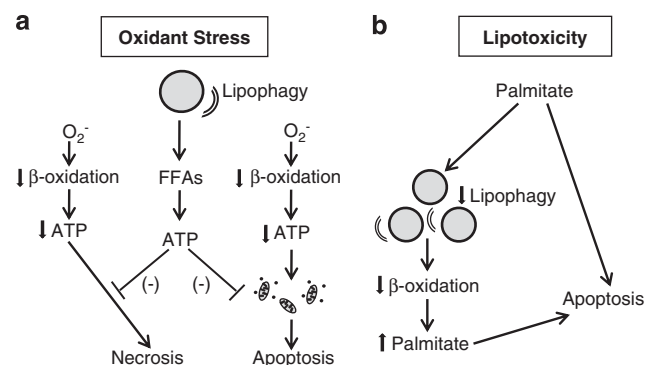 a
Oxidant Stress
Lipophagy
O₂⁻
β-oxidation
ATP
Necrosis
FFAs
ATP
(-)
(-)
O₂⁻
β-oxidation
ATP
Apoptosis
b
Lipotoxicity
Palmitate
Lipophagy
β-oxidation
Palmitate
Apoptosis